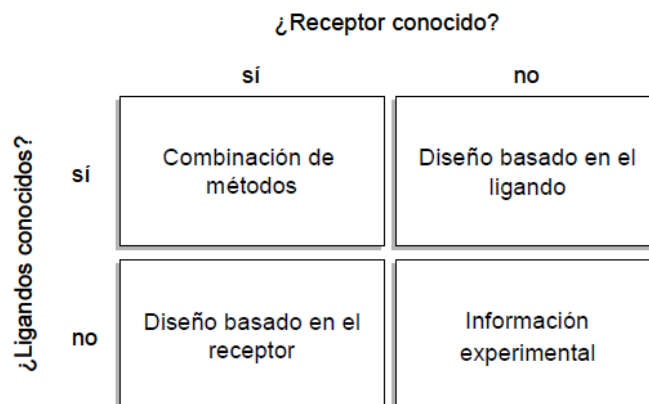 ¿Receptor conocido?
sí
no
¿Ligandos conocidos?
sí
Combinación de
métodos
Diseño basado en el
ligando
no
Diseño basado en el
receptor
Información
experimental